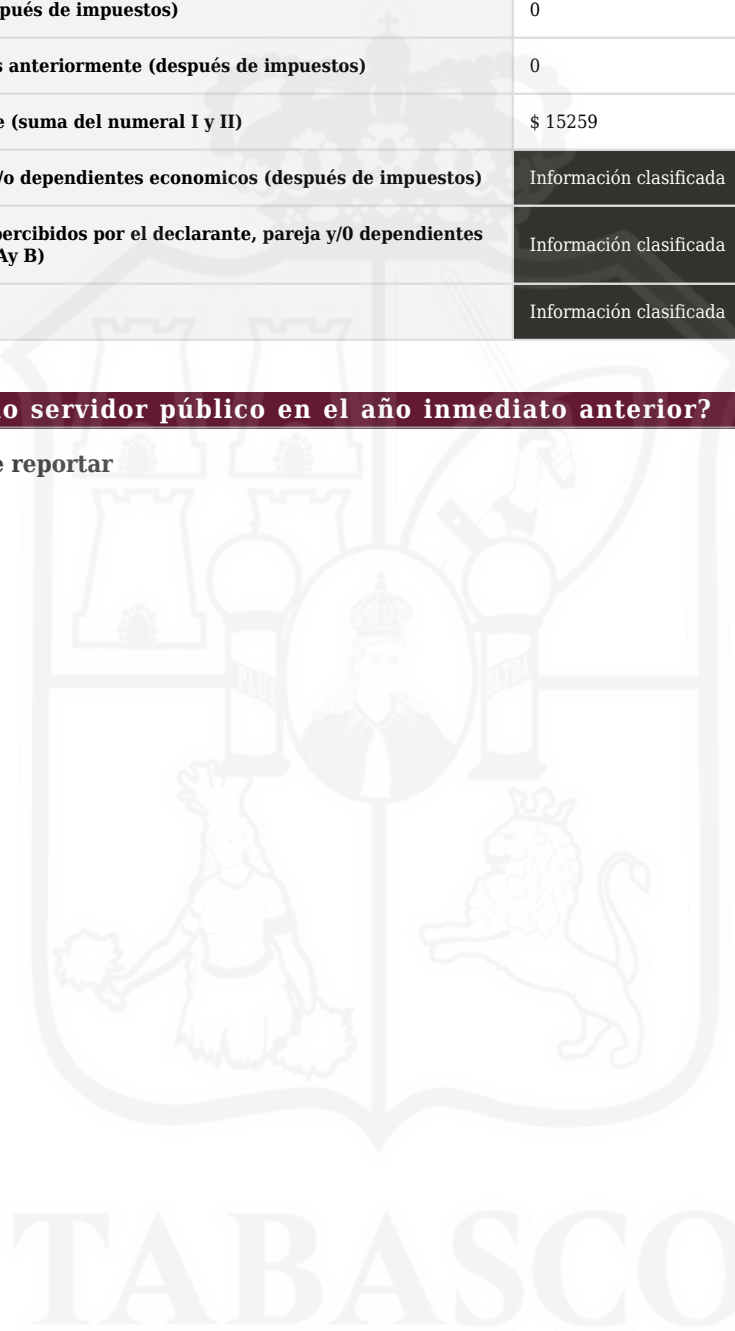 pués de impuestos) 0
s anteriormente (después de impuestos) 0
e (suma del numeral I y II) $ 15259
/o dependientes economicos (después de impuestos) Información clasificada
percibidos por el declarante, pareja y/0 dependientes
Ay B) Información clasificada
Información clasificada
o servidor público en el año inmediato anterior?
e reportar
PLUS ULTRA
TABASCO